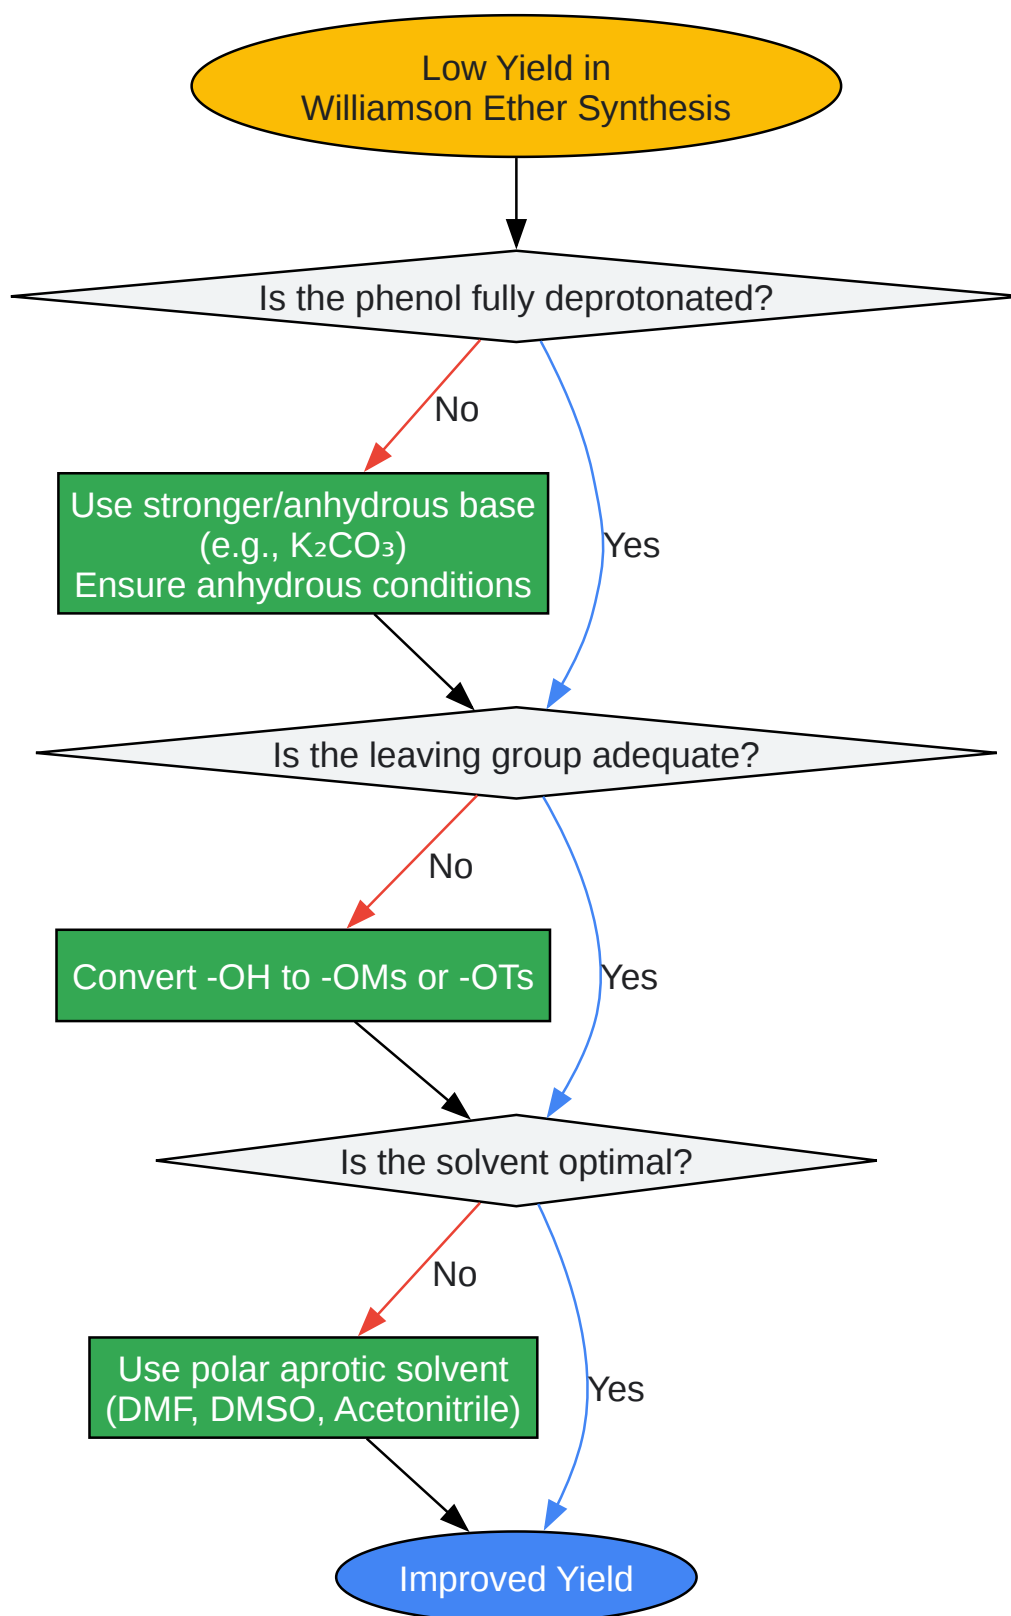 Low Yield in
Williamson Ether Synthesis
Is the phenol fully deprotonated?
No
Use stronger/anhydrous base
(e.g., K₂CO₃)
Ensure anhydrous conditions
Yes
Is the leaving group adequate?
No
Convert -OH to -OMs or -OTs
Yes
Is the solvent optimal?
No
Use polar aprotic solvent
(DMF, DMSO, Acetonitrile)
Yes
Improved Yield